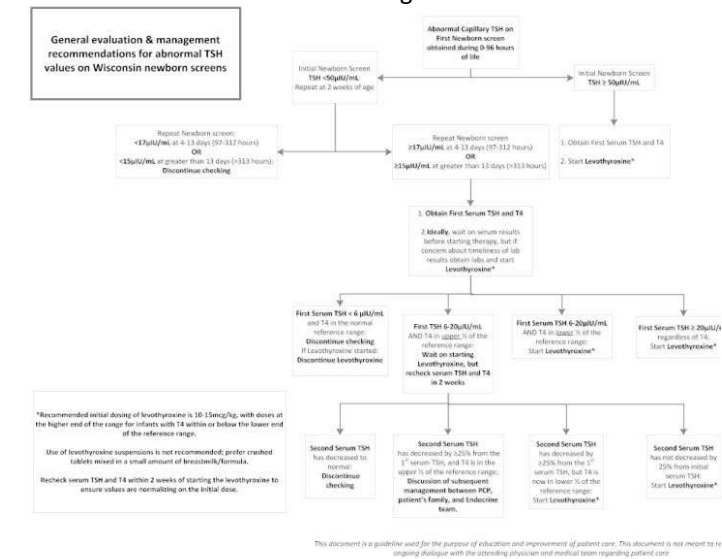 General evaluation & management
recommendations for abnormal TSH
values on Wisconsin newborn screens
Abnormal Capillary TSH on
First Newborn screen
obtained during 0-96 hours
of life
Initial Newborn Screen
TSH <50µIU/mL:
Repeat at 2 weeks of age
Initial Newborn Screen
TSH ≥ 50µIU/mL
Repeat Newborn screen:
<17µIU/mL at 4-13 days (97-312 hours)
OR
<15µIU/mL at greater than 13 days (>313 hours):
Discontinue checking
Repeat Newborn screen
≥17µIU/mL at 4-13 days (97-312 hours)
OR
≥15µIU/mL at greater than 13 days (>313 hours)
1. Obtain First Serum TSH and T4
2. Start Levothyroxine*
1. Obtain First Serum TSH and T4
2. Ideally, wait on serum results
before starting therapy, but if
concern about timeliness of lab
results obtain labs and start
Levothyroxine*
First Serum TSH < 6 µIU/mL
and T4 in the normal
reference range:
Discontinue checking
If Levothyroxine started:
Discontinue Levothyroxine
First TSH 6-20µIU/mL
AND T4 in upper ½ of the
reference range:
Wait on starting
Levothyroxine, but
recheck serum TSH and T4
in 2 weeks
First Serum TSH 6-20µIU/mL
AND T4 in lower ½ of the
reference range:
Start Levothyroxine*
First Serum TSH ≥ 20µIU/
regardless of T4:
Start Levothyroxine*
*Recommended initial dosing of levothyroxine is 10-15mcg/kg, with doses at
the higher end of the range for infants with T4 within or below the lower end
of the reference range.
Use of levothyroxine suspensions is not recommended; prefer crushed
tablets mixed in a small amount of breastmilk/formula.
Recheck serum TSH and T4 within 2 weeks of starting the levothyroxine to
ensure values are normalizing on the initial dose.
Second Serum TSH
has decreased to
normal:
Discontinue
checking
Second Serum TSH
has decreased by ≥25% from the
1st serum TSH, and T4 is in the
upper ½ of the reference range:
Discussion of subsequent
management between PCP,
patient's family, and Endocrine
team.
Second Serum TSH
has decreased by
≥25% from the 1st
serum TSH, but T4 is
now in lower ½ of the
reference range:
Start Levothyroxine*
Second Serum TSH
has not decreased by
25% from initial
serum TSH:
Start Levothyroxine*
This document is a guideline used for the purpose of education and improvement of patient care. This document is not meant to re
ongoing dialogue with the attending physician and medical team regarding patient care